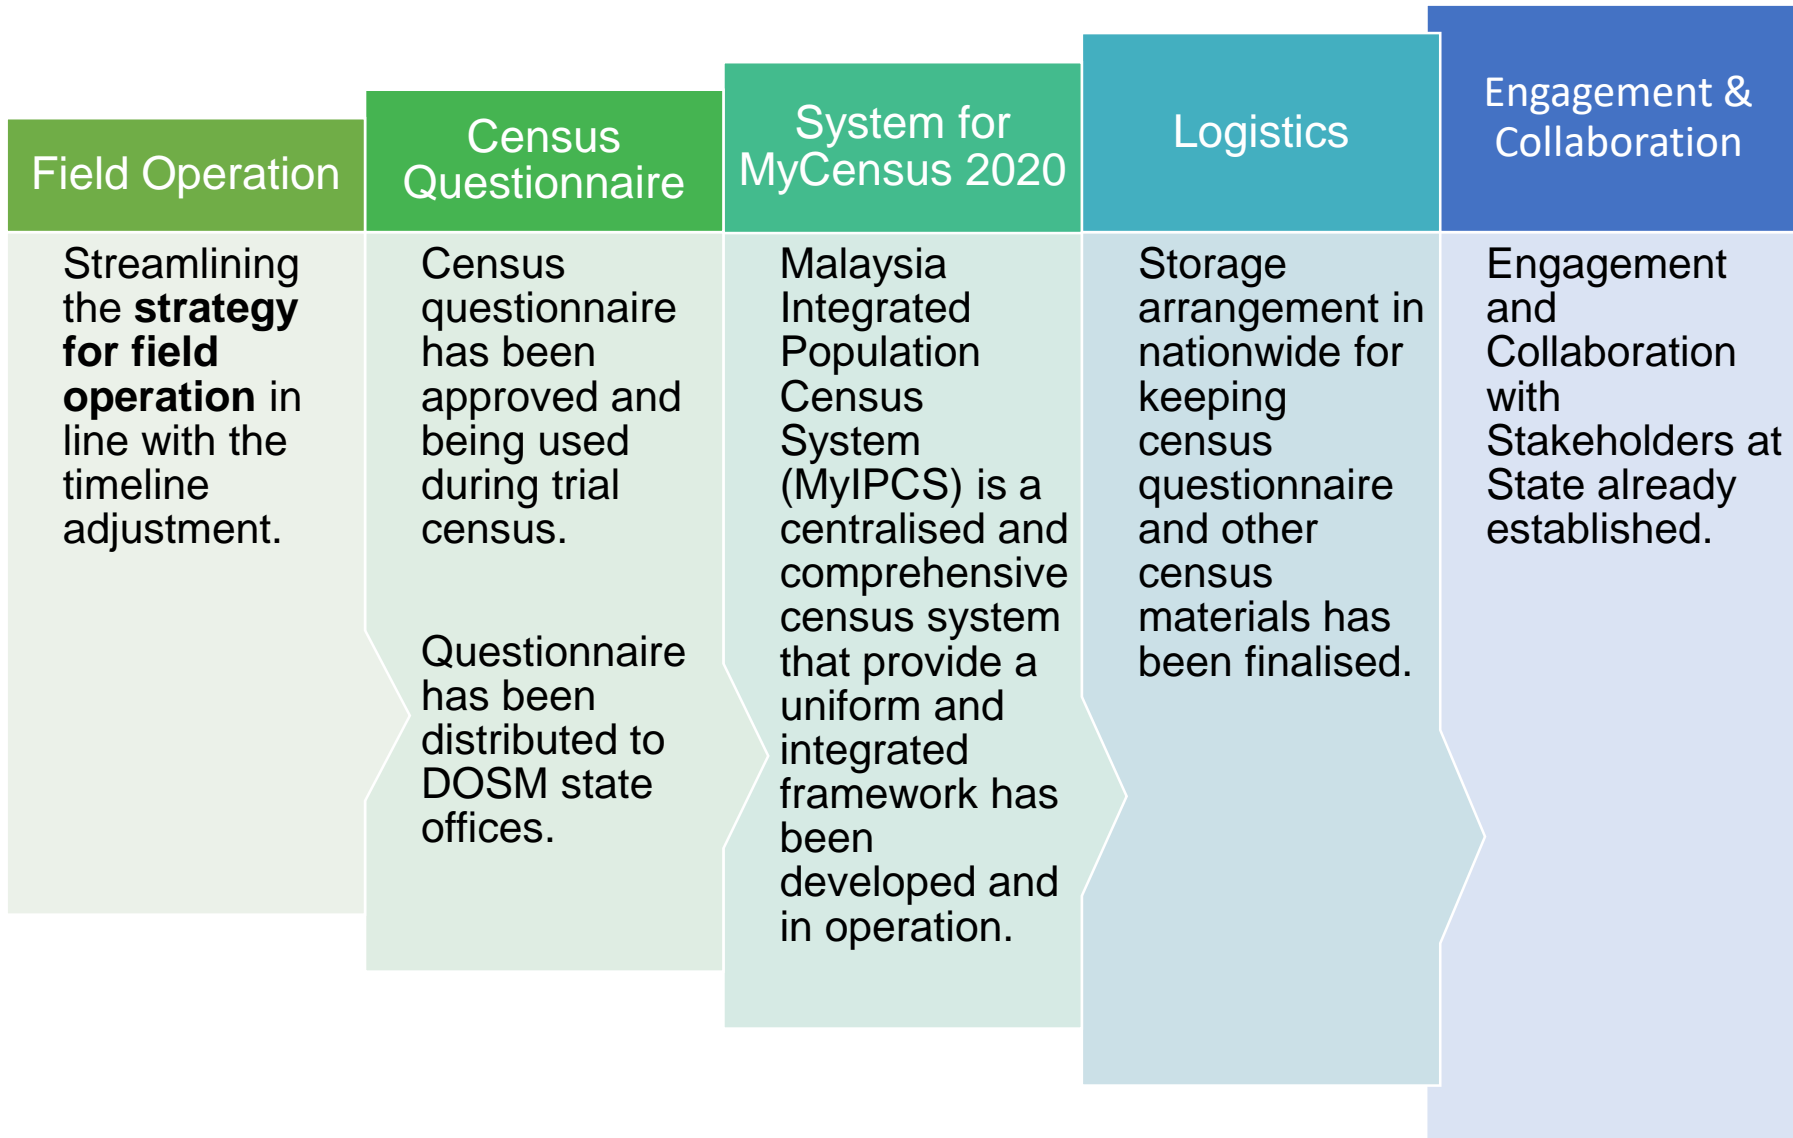 Field Operation
Streamlining
the strategy
for field
operation in
line with the
timeline
adjustment.
Census
Questionnaire
Census
questionnaire
has been
approved and
being used
during trial
census.
Questionnaire
has been
distributed to
DOSM state
offices.
System for
MyCensus 2020
Malaysia
Integrated
Population
Census
System
(MyIPCS) is a
centralised and
comprehensive
census system
that provide a
uniform and
integrated
framework has
been
developed and
in operation.
Logistics
Storage
arrangement in
nationwide for
keeping
census
questionnaire
and other
census
materials has
been finalised.
Engagement &
Collaboration
Engagement
and
Collaboration
with
Stakeholders at
State already
established.